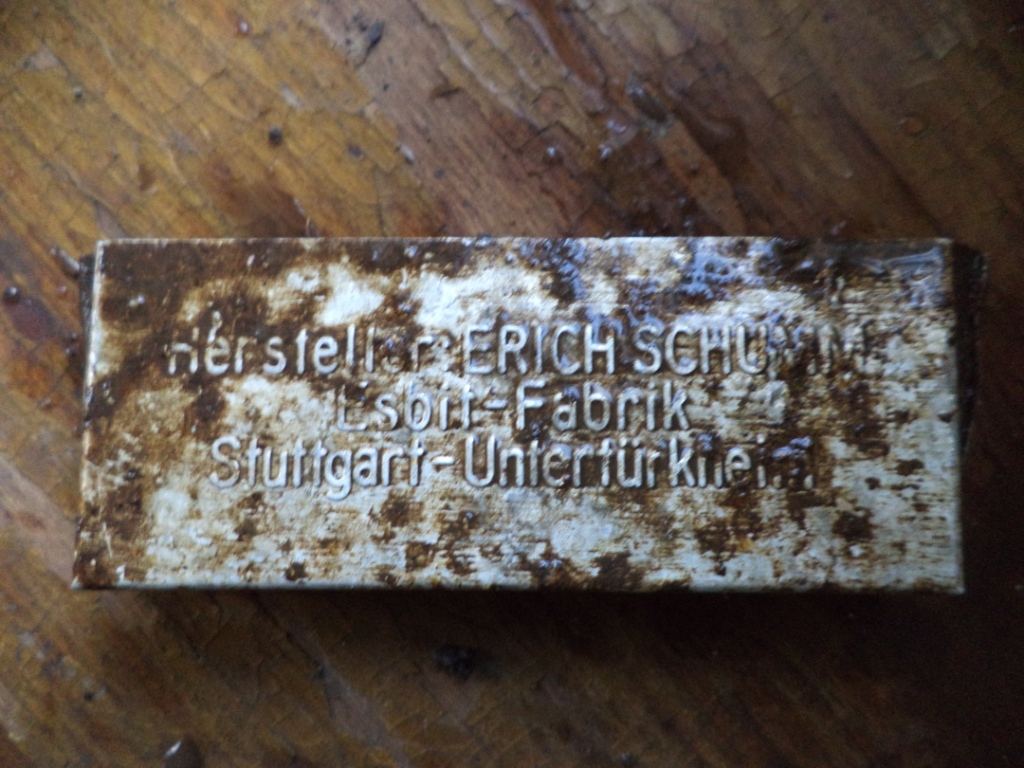 Hersteller: ERICH SCHUMM
Esbit-Fabrik
Stuttgart-Untertürkheim